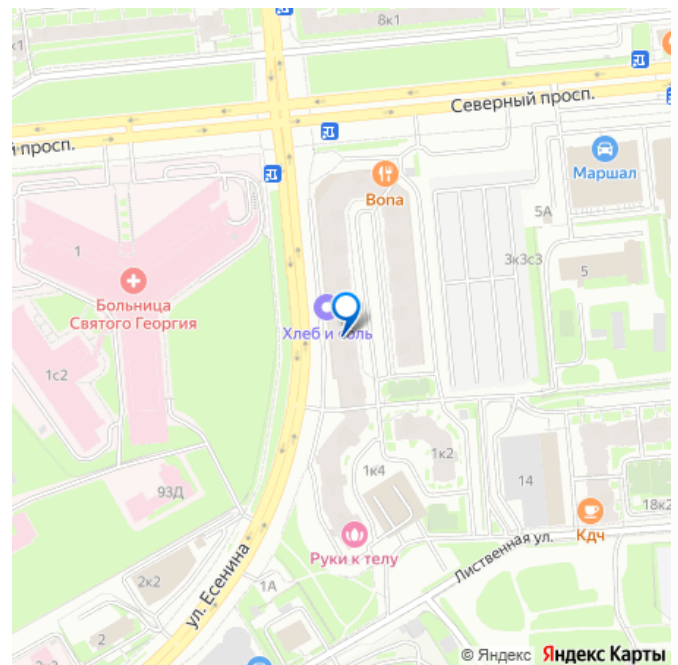 8к1
к1
Северный просп.
й просп.
Маршал
Вопа
5А
3к3с3
5
1
Больница
Святого Георгия
Хлеб и соль
1с2
1к4
1к2
14
93Д
18к2
Кдч
Руки к телу
Лиственная ул.
ул. Есенина
1А
2к2
2
© Яндекс Яндекс Карты